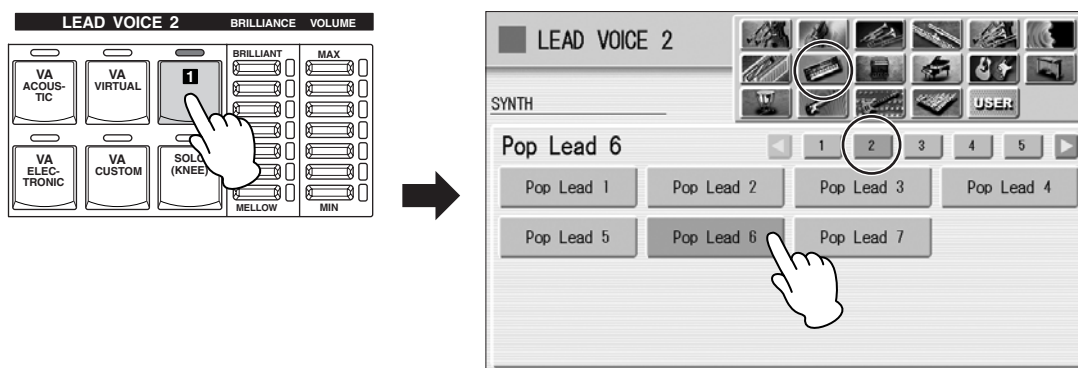 LEAD VOICE 2
BRILLIANCE
VOLUME
VA
ACOUS-
TIC
VA
VIRTUAL
1
BRILLIANT
MAX
VA
ELEC-
TRONIC
VA
CUSTOM
SOLO
(KNEE)
MELLOW
MIN
LEAD VOICE 2
USER
SYNTH
Pop Lead 6
1 2 3 4 5
Pop Lead 1 Pop Lead 2 Pop Lead 3 Pop Lead 4
Pop Lead 5 Pop Lead 6 Pop Lead 7